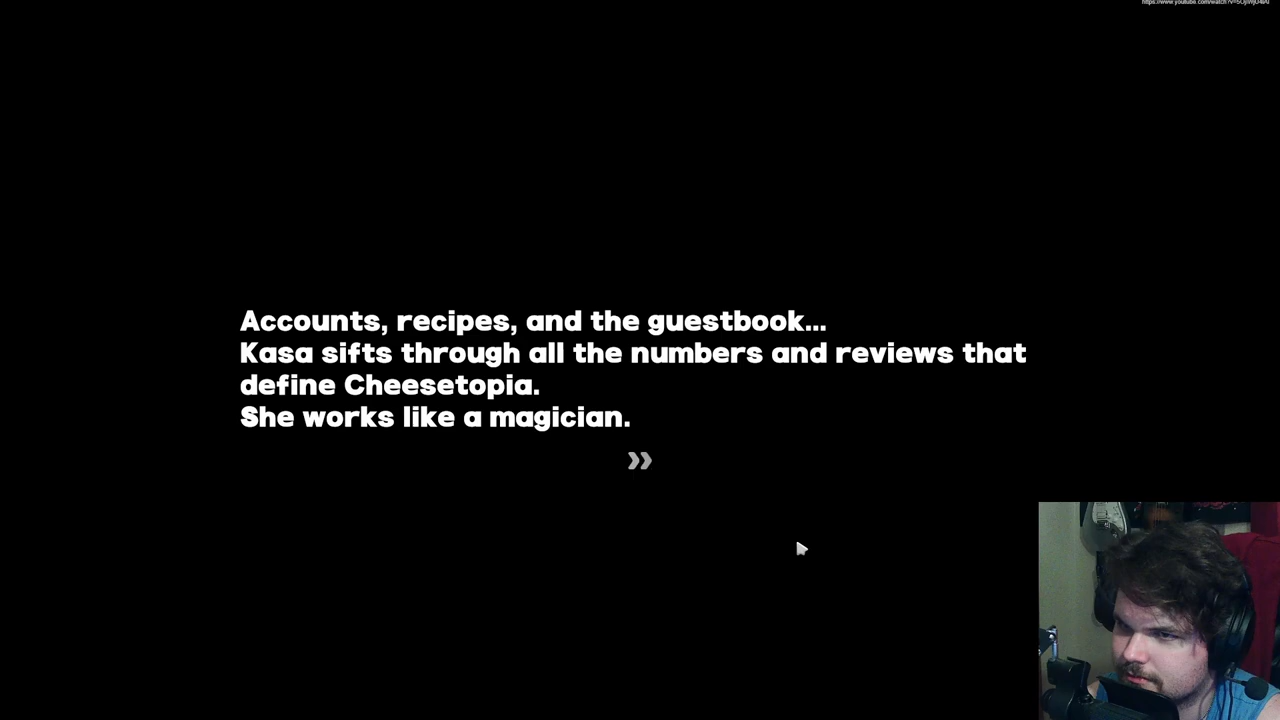 Accounts, recipes, and the guestbook...
Kasa sifts through all the numbers and reviews that
define Cheesetopia.
She works like a magician.